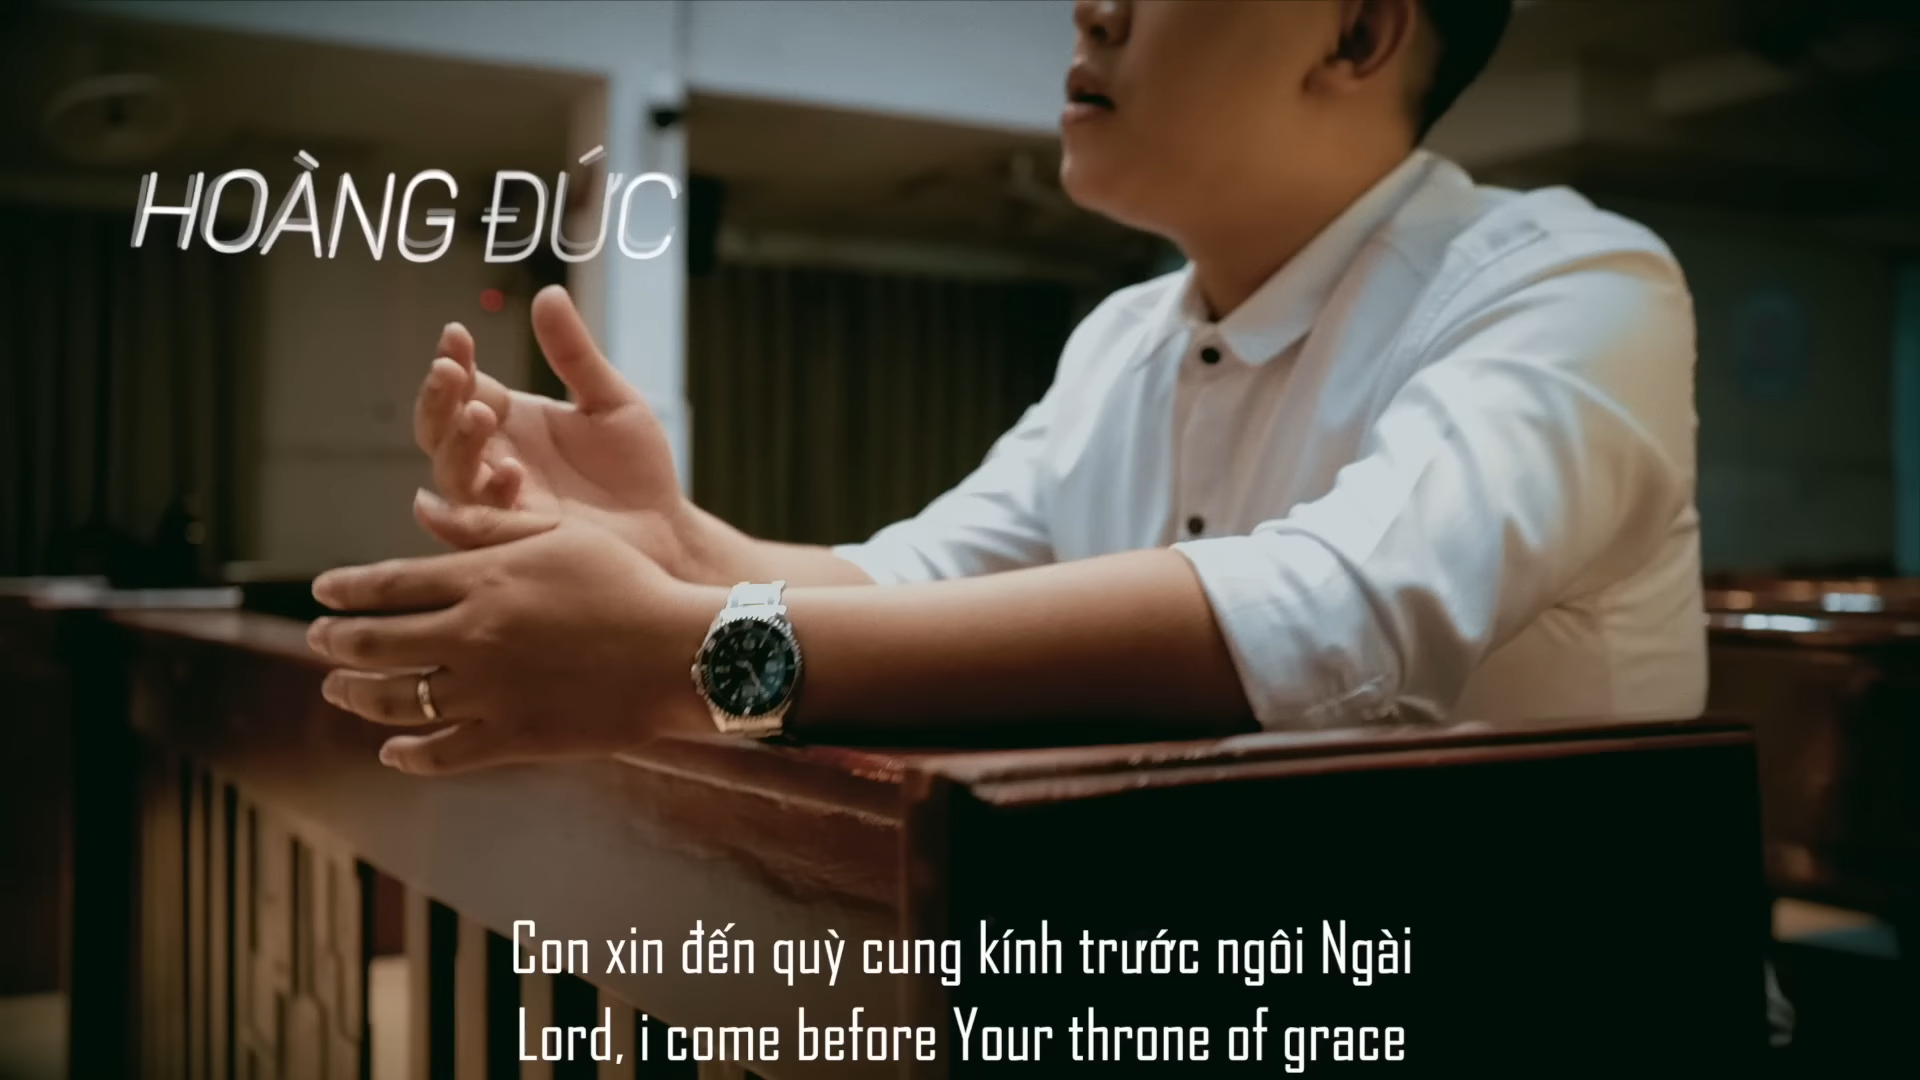 HOÀNG ĐỨC
Con xin đến quỳ cung kính trước ngôi Ngài
Lord, i come before Your throne of grace